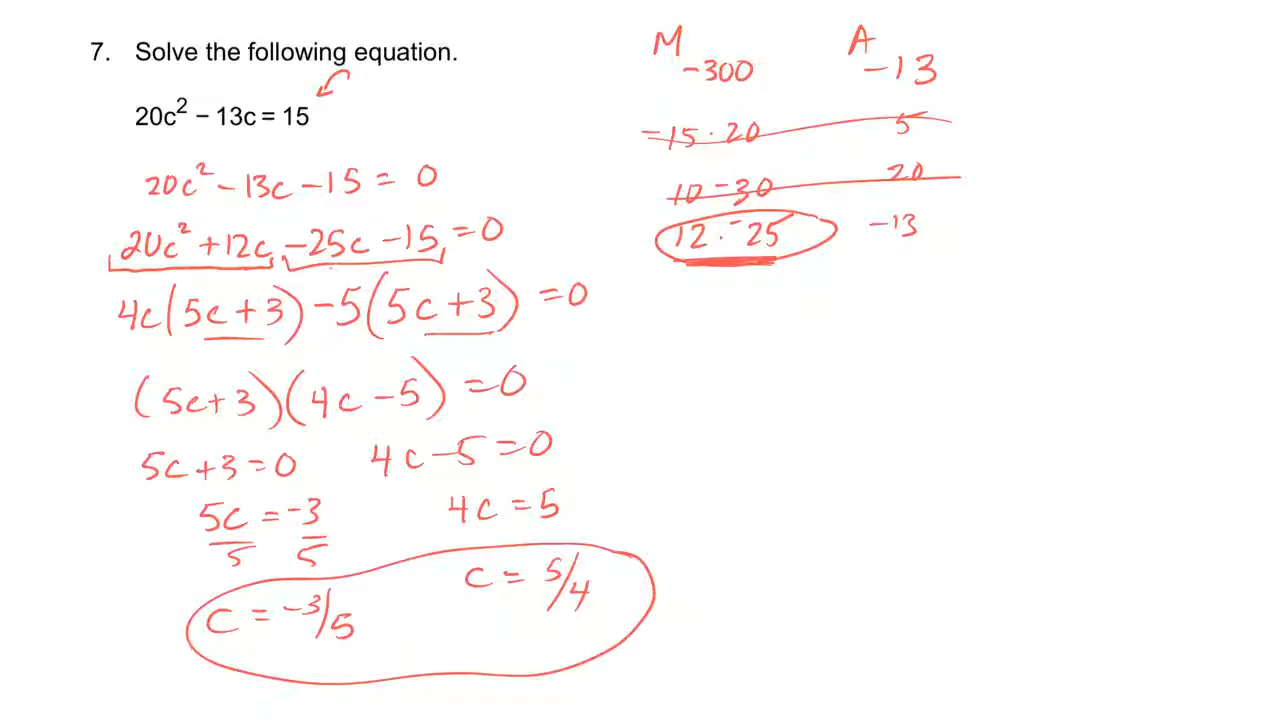 7. Solve the following equation.
20c² − 13c = 15
20c² - 13c - 15 = 0
20c² + 12c - 25c - 15 = 0
4c(5c + 3) - 5(5c + 3) = 0
(5c + 3)(4c - 5) = 0
5c + 3 = 0 4c - 5 = 0
5c = -3 4c = 5
5 5
c = -3/5 c = 5/4
M A
-300 -13
-15 · 20 5
10 -30 20
12 · -25 -13